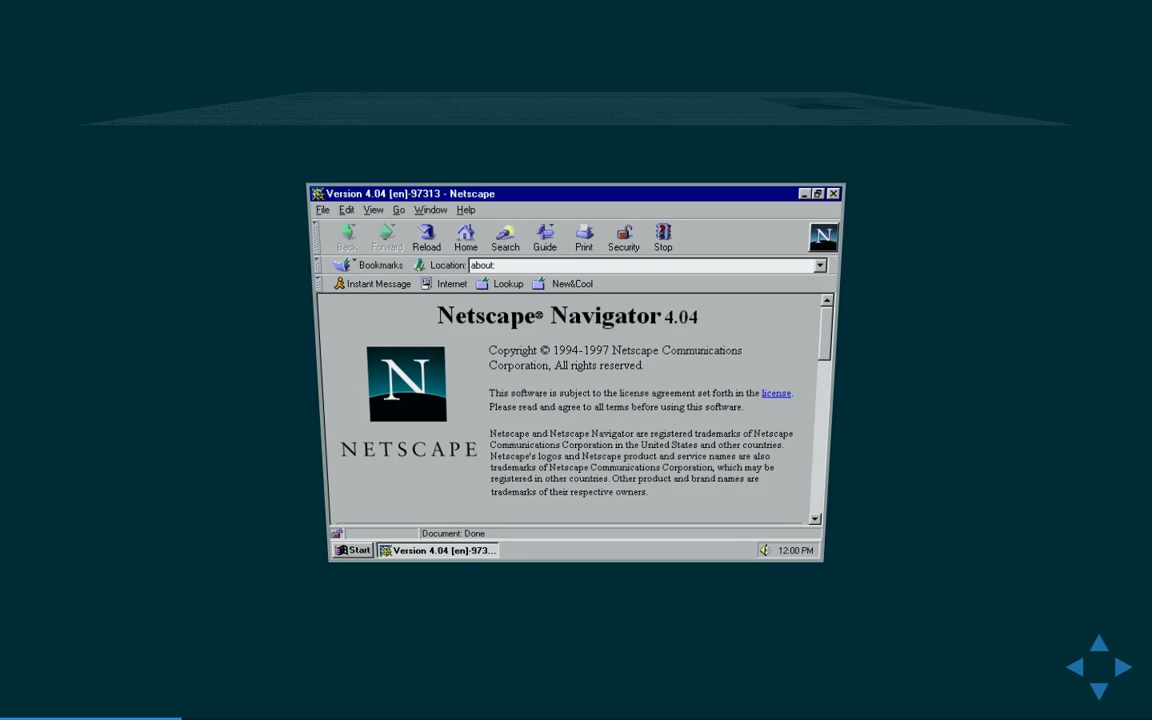 Version 4.04 [en]-97313 - Netscape
File Edit View Go Window Help
Back Forward Reload Home Search Guide Print Security Stop
N
Bookmarks Location: about:
Instant Message Internet Lookup New&Cool
Netscape® Navigator 4.04
Copyright © 1994-1997 Netscape Communications
Corporation, All rights reserved.
N
NETSCAPE
This software is subject to the license agreement set forth in the license.
Please read and agree to all terms before using this software.
Netscape and Netscape Navigator are registered trademarks of Netscape
Communications Corporation in the United States and other countries.
Netscape's logos and Netscape product and service names are also
trademarks of Netscape Communications Corporation, which may be
registered in other countries. Other product and brand names are
trademarks of their respective owners.
Document: Done
Start Version 4.04 [en]-973... 12:00 PM